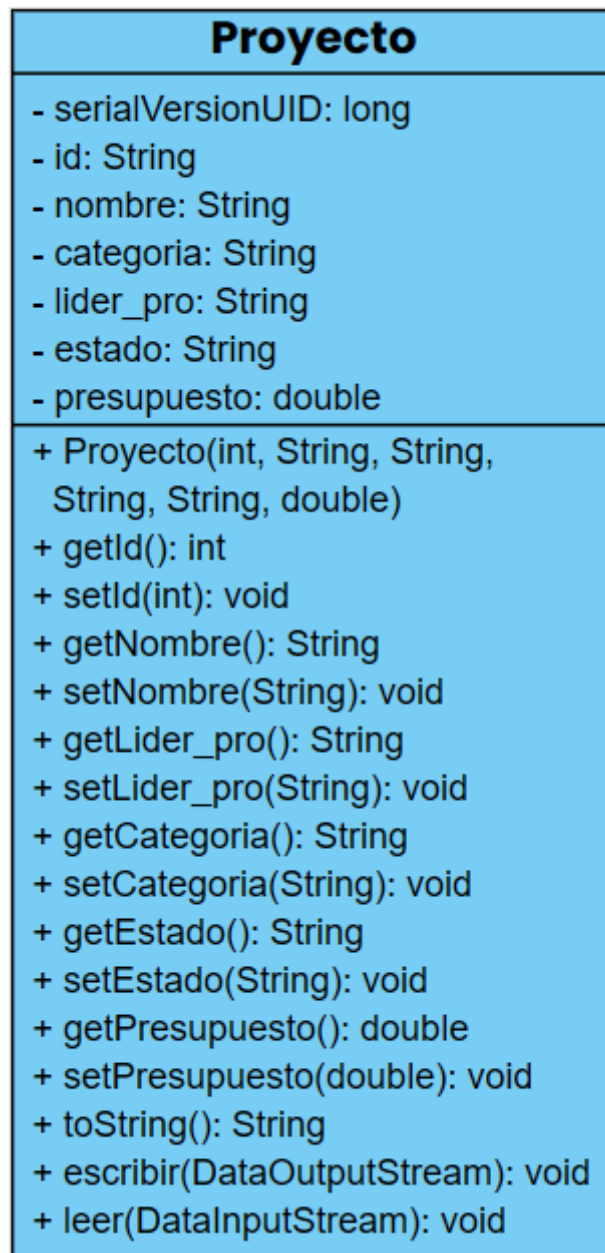 Proyecto
- serialVersionUID: long
- id: String
- nombre: String
- categoria: String
- lider_pro: String
- estado: String
- presupuesto: double
+ Proyecto(int, String, String,
String, String, double)
+ getId(): int
+ setId(int): void
+ getNombre(): String
+ setNombre(String): void
+ getLider_pro(): String
+ setLider_pro(String): void
+ getCategoria(): String
+ setCategoria(String): void
+ getEstado(): String
+ setEstado(String): void
+ getPresupuesto(): double
+ setPresupuesto(double): void
+ toString(): String
+ escribir(DataOutputStream): void
+ leer(DataInputStream): void